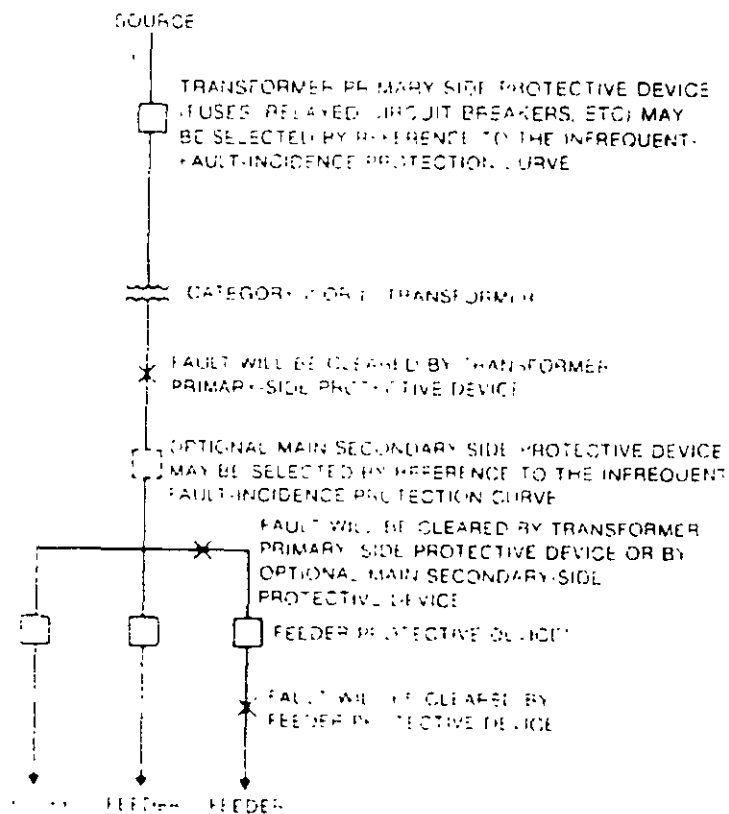 SOURCE
TRANSFORMER PRIMARY SIDE PROTECTIVE DEVICE
(FUSES, RELAYED CIRCUIT BREAKERS, ETC) MAY
BE SELECTED BY REFERENCE TO THE INFREQUENT-
FAULT-INCIDENCE PROTECTION CURVE
CATEGORY OR TRANSFORMER
FAULT WILL BE CLEARED BY TRANSFORMER
PRIMARY-SIDE PROTECTIVE DEVICE
OPTIONAL MAIN SECONDARY SIDE PROTECTIVE DEVICE
MAY BE SELECTED BY REFERENCE TO THE INFREQUENT
FAULT-INCIDENCE PROTECTION CURVE
FAULT WILL BE CLEARED BY TRANSFORMER
PRIMARY SIDE PROTECTIVE DEVICE OR BY
OPTIONAL MAIN SECONDARY-SIDE
PROTECTIVE DEVICE
FEEDER PROTECTIVE DEVICE
FAULT WILL BE CLEARED BY
FEEDER PROTECTIVE DEVICE
FEEDER FEEDER